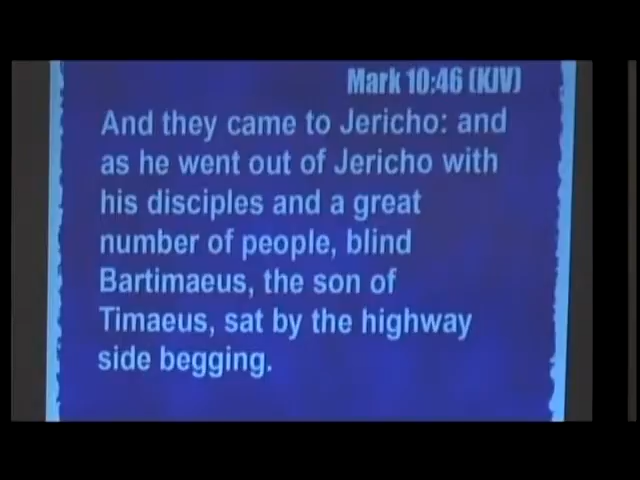 Mark 10:46 (KJV)
And they came to Jericho: and
as he went out of Jericho with
his disciples and a great
number of people, blind
Bartimaeus, the son of
Timaeus, sat by the highway
side begging.